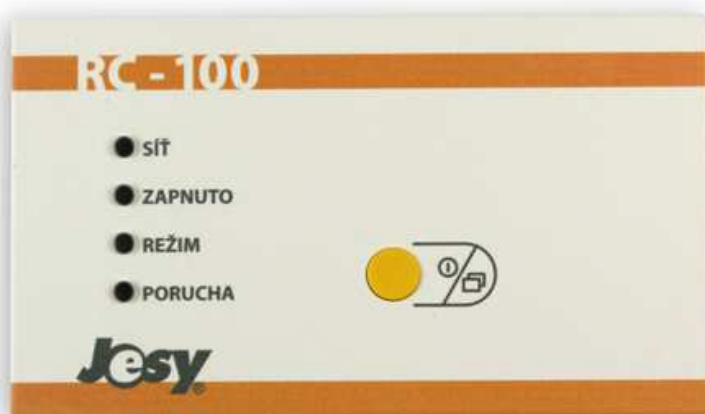 RC - 100
SÍŤ
ZAPNUTO
REŽIM
PORUCHA
Jesy®